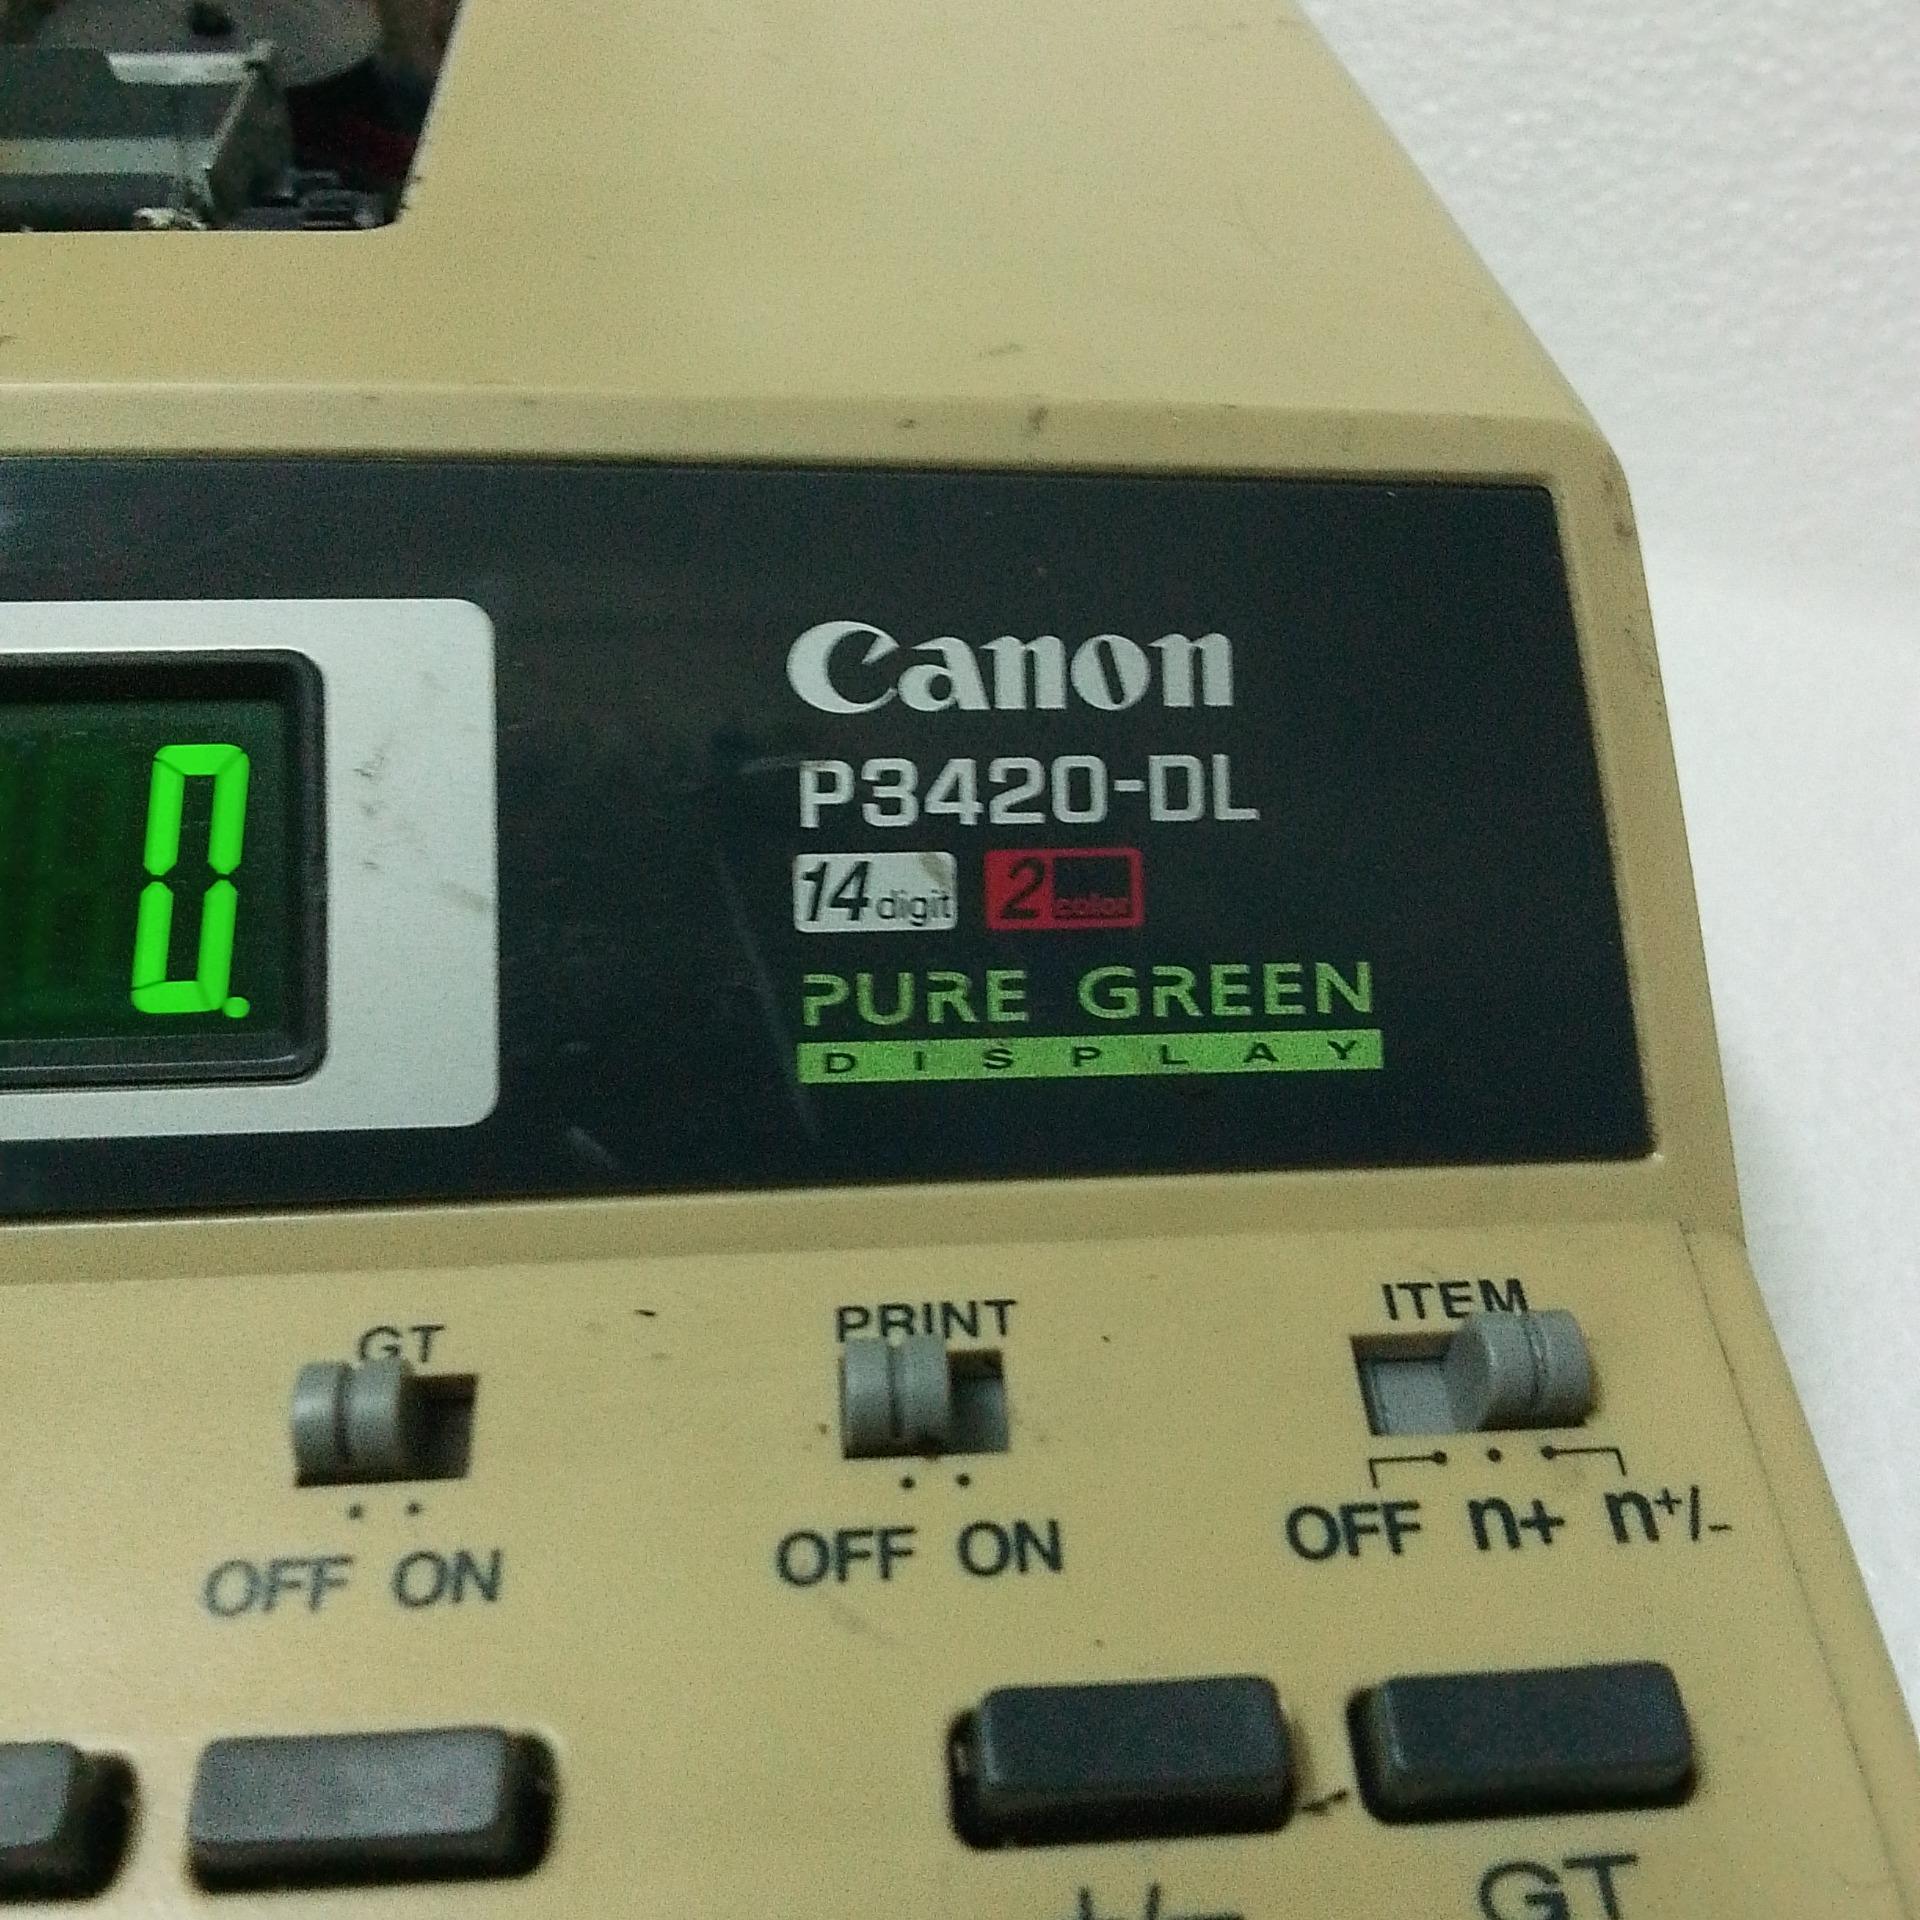 Canon
P3420-DL
14 digit 2 color
PURE GREEN
DISPLAY
0.
GT PRINT ITEM
OFF ON OFF ON OFF n+ n+/-
+/- GT